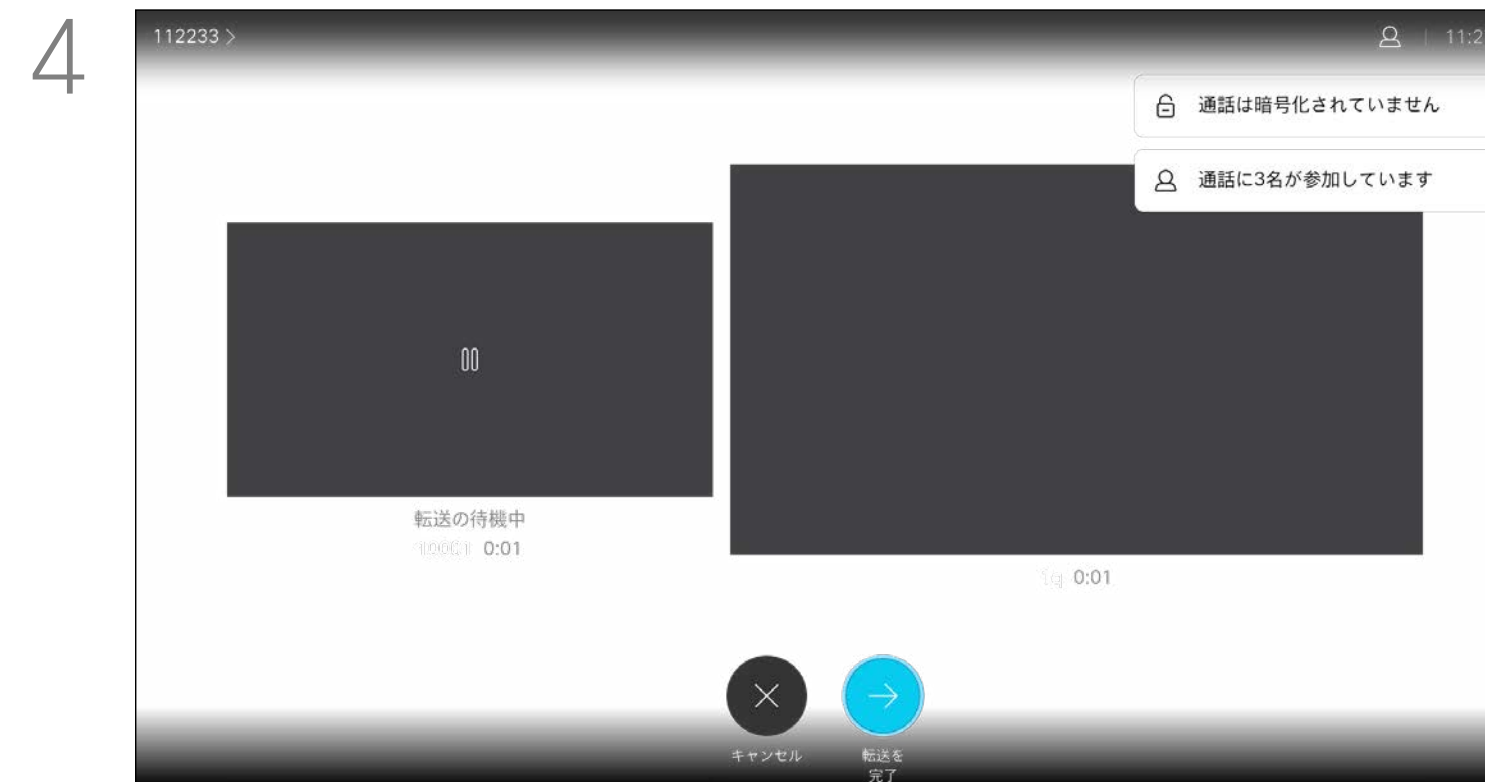 4
112233 >
11:2
通話は暗号化されていません
通話に3名が参加しています
転送の待機中
0:01
0:01
キャンセル
転送を
完了